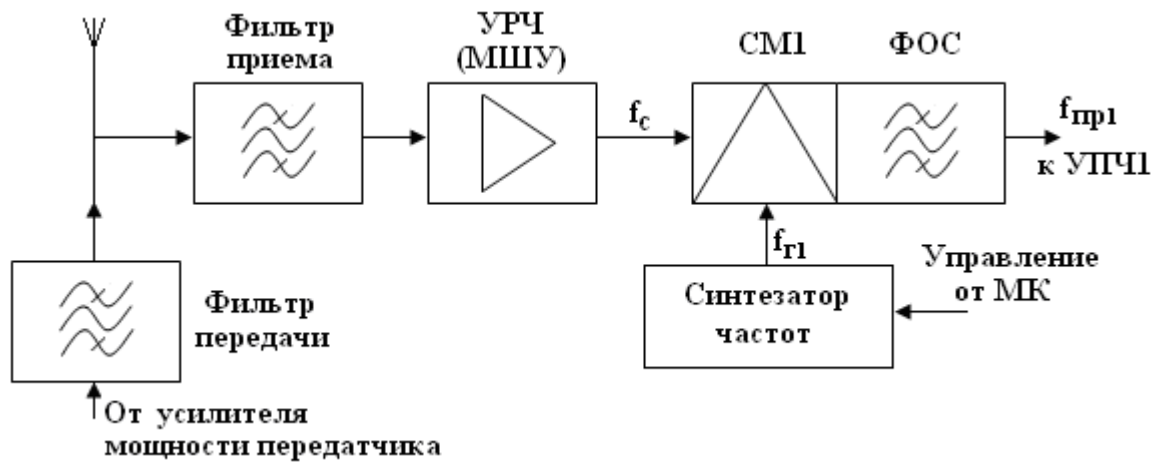 Фильтр
приема
УРЧ
(МШУ)
СМ1
ФОС
fс
fпр1
к УПЧ1
fг1
Управление
от МК
Синтезатор
частот
Фильтр
передачи
От усилителя
мощности передатчика